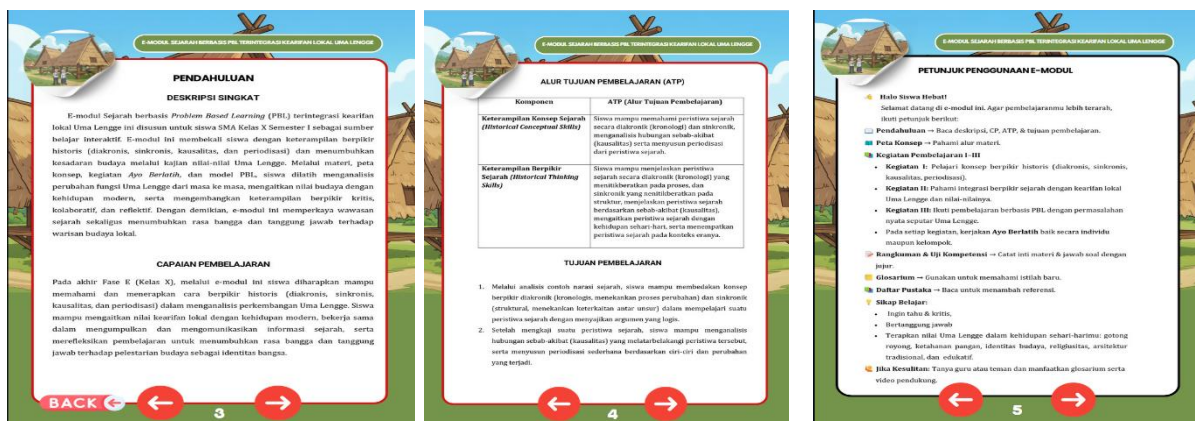 E-MODUL SEJARAH BERBASIS PBL TERINTEGRASI KEARIFAN LOKAL UMA LENGGE
PENDAHULUAN
DESKRIPSI SINGKAT
E-modul Sejarah berbasis Problem Based Learning (PBL) terintegrasi kearifan
lokal Uma Lengge ini disusun untuk siswa SMA Kelas X Semester I sebagai sumber
belajar interaktif. E-modul ini membekali siswa dengan keterampilan berpikir
historis (diakronis, sinkronis, kausalitas, dan periodisasi) dan menumbuhkan
kesadaran budaya melalui kajian nilai-nilai Uma Lengge. Melalui materi, peta
konsep, kegiatan Ayo Berlatih, dan model PBL, siswa dilatih menganalisis
perubahan fungsi Uma Lengge dari masa ke masa, mengaitkan nilai budaya dengan
kehidupan modern, serta mengembangkan keterampilan berpikir kritis,
kolaboratif, dan reflektif. Dengan demikian, e-modul ini memperkaya wawasan
sejarah sekaligus menumbuhkan rasa bangga dan tanggung jawab terhadap
warisan budaya lokal.
CAPAIAN PEMBELAJARAN
Pada akhir Fase E (Kelas X), melalui e-modul ini siswa diharapkan mampu
memahami dan menerapkan cara berpikir historis (diakronis, sinkronis,
kausalitas, dan periodisasi) dalam menganalisis perkembangan Uma Lengge. Siswa
mampu mengaitkan nilai kearifan lokal dengan kehidupan modern, bekerja sama
dalam mengumpulkan dan mengomunikasikan informasi sejarah, serta
merefleksikan pembelajaran untuk menumbuhkan rasa bangga dan tanggung
jawab terhadap pelestarian budaya sebagai identitas bangsa.
BACK
3
E-MODUL SEJARAH BERBASIS PBL TERINTEGRASI KEARIFAN LOKAL UMA LENGGE
ALUR TUJUAN PEMBELAJARAN (ATP)
Komponen ATP (Alur Tujuan Pembelajaran)
Keterampilan Konsep Sejarah
(Historical Conceptual Skills)
Siswa mampu memahami peristiwa sejarah
secara diakronik (kronologi) dan sinkronik,
menganalisis hubungan sebab-akibat
(kausalitas) serta menyusun periodisasi
dari peristiwa sejarah.
Keterampilan Berpikir
Sejarah (Historical Thinking
Skills)
Siswa mampu menjelaskan peristiwa
sejarah secara diakronik (kronologi) yang
menitikberatkan pada proses, dan
sinkronik yang menitikberatkan pada
struktur, menjelaskan peristiwa sejarah
berdasarkan sebab-akibat (kausalitas),
mengaitkan peristiwa sejarah dengan
kehidupan sehari-hari, serta menempatkan
peristiwa sejarah pada konteks eranya.
TUJUAN PEMBELAJARAN
1. Melalui analisis contoh narasi sejarah, siswa mampu membedakan konsep
berpikir diakronik (kronologis, menekankan proses perubahan) dan sinkronik
(struktural, menekankan keterkaitan antar unsur) dalam mempelajari suatu
peristiwa sejarah dengan menyajikan argumen yang logis.
2. Setelah mengkaji suatu peristiwa sejarah, siswa mampu menganalisis
hubungan sebab-akibat (kausalitas) yang melatarbelakangi peristiwa tersebut,
serta menyusun periodisasi sederhana berdasarkan ciri-ciri dan perubahan
yang terjadi.
4
E-MODUL SEJARAH BERBASIS PBL TERINTEGRASI KEARIFAN LOKAL UMA LENGGE
PETUNJUK PENGGUNAAN E-MODUL
Halo Siswa Hebat!
Selamat datang di e-modul ini. Agar pembelajaranmu lebih terarah,
ikuti petunjuk berikut:
Pendahuluan → Baca deskripsi, CP, ATP, & tujuan pembelajaran.
Peta Konsep → Pahami alur materi.
Kegiatan Pembelajaran I-III
• Kegiatan I: Pelajari konsep berpikir historis (diakronis, sinkronis,
kausalitas, periodisasi).
• Kegiatan II: Pahami integrasi berpikir sejarah dengan kearifan lokal
Uma Lengge dan nilai-nilainya.
• Kegiatan III: Ikuti pembelajaran berbasis PBL dengan permasalahan
nyata seputar Uma Lengge.
• Pada setiap kegiatan, kerjakan Ayo Berlatih baik secara individu
maupun kelompok.
Rangkuman & Uji Kompetensi → Catat inti materi & jawab soal dengan
jujur.
Glosarium → Gunakan untuk memahami istilah baru.
Daftar Pustaka → Baca untuk menambah referensi.
Sikap Belajar:
• Ingin tahu & kritis,
• Bertanggung jawab
• Terapkan nilai Uma Lengge dalam kehidupan sehari-harimu: gotong
royong, ketahanan pangan, identitas budaya, religiusitas, arsitektur
tradisional, dan edukatif.
Jika Kesulitan: Tanya guru atau teman dan manfaatkan glosarium serta
video pendukung.
5